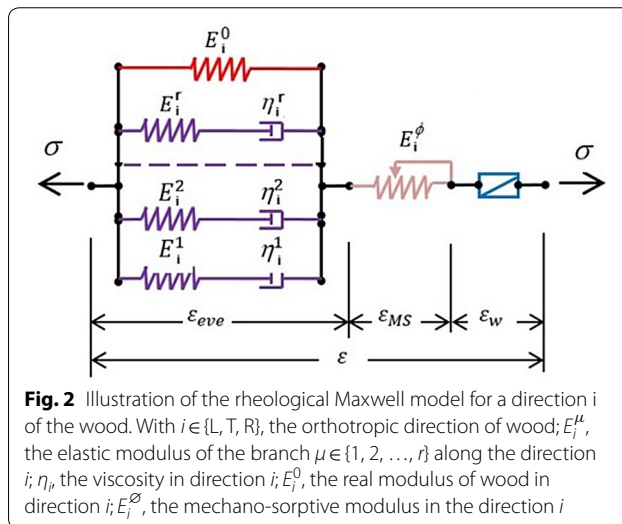 E_i^0
E_i^r η_i^r
E_i^ϕ
σ σ
E_i^2 η_i^2
E_i^1 η_i^1
ε_eve ε_MS ε_w
ε
Fig. 2 Illustration of the rheological Maxwell model for a direction i
of the wood. With i ∈ {L, T, R}, the orthotropic direction of wood; E_i^μ,
the elastic modulus of the branch μ ∈ {1, 2, …, r} along the direction
i; η_i, the viscosity in direction i; E_i^0, the real modulus of wood in
direction i; E_i^∅, the mechano-sorptive modulus in the direction i